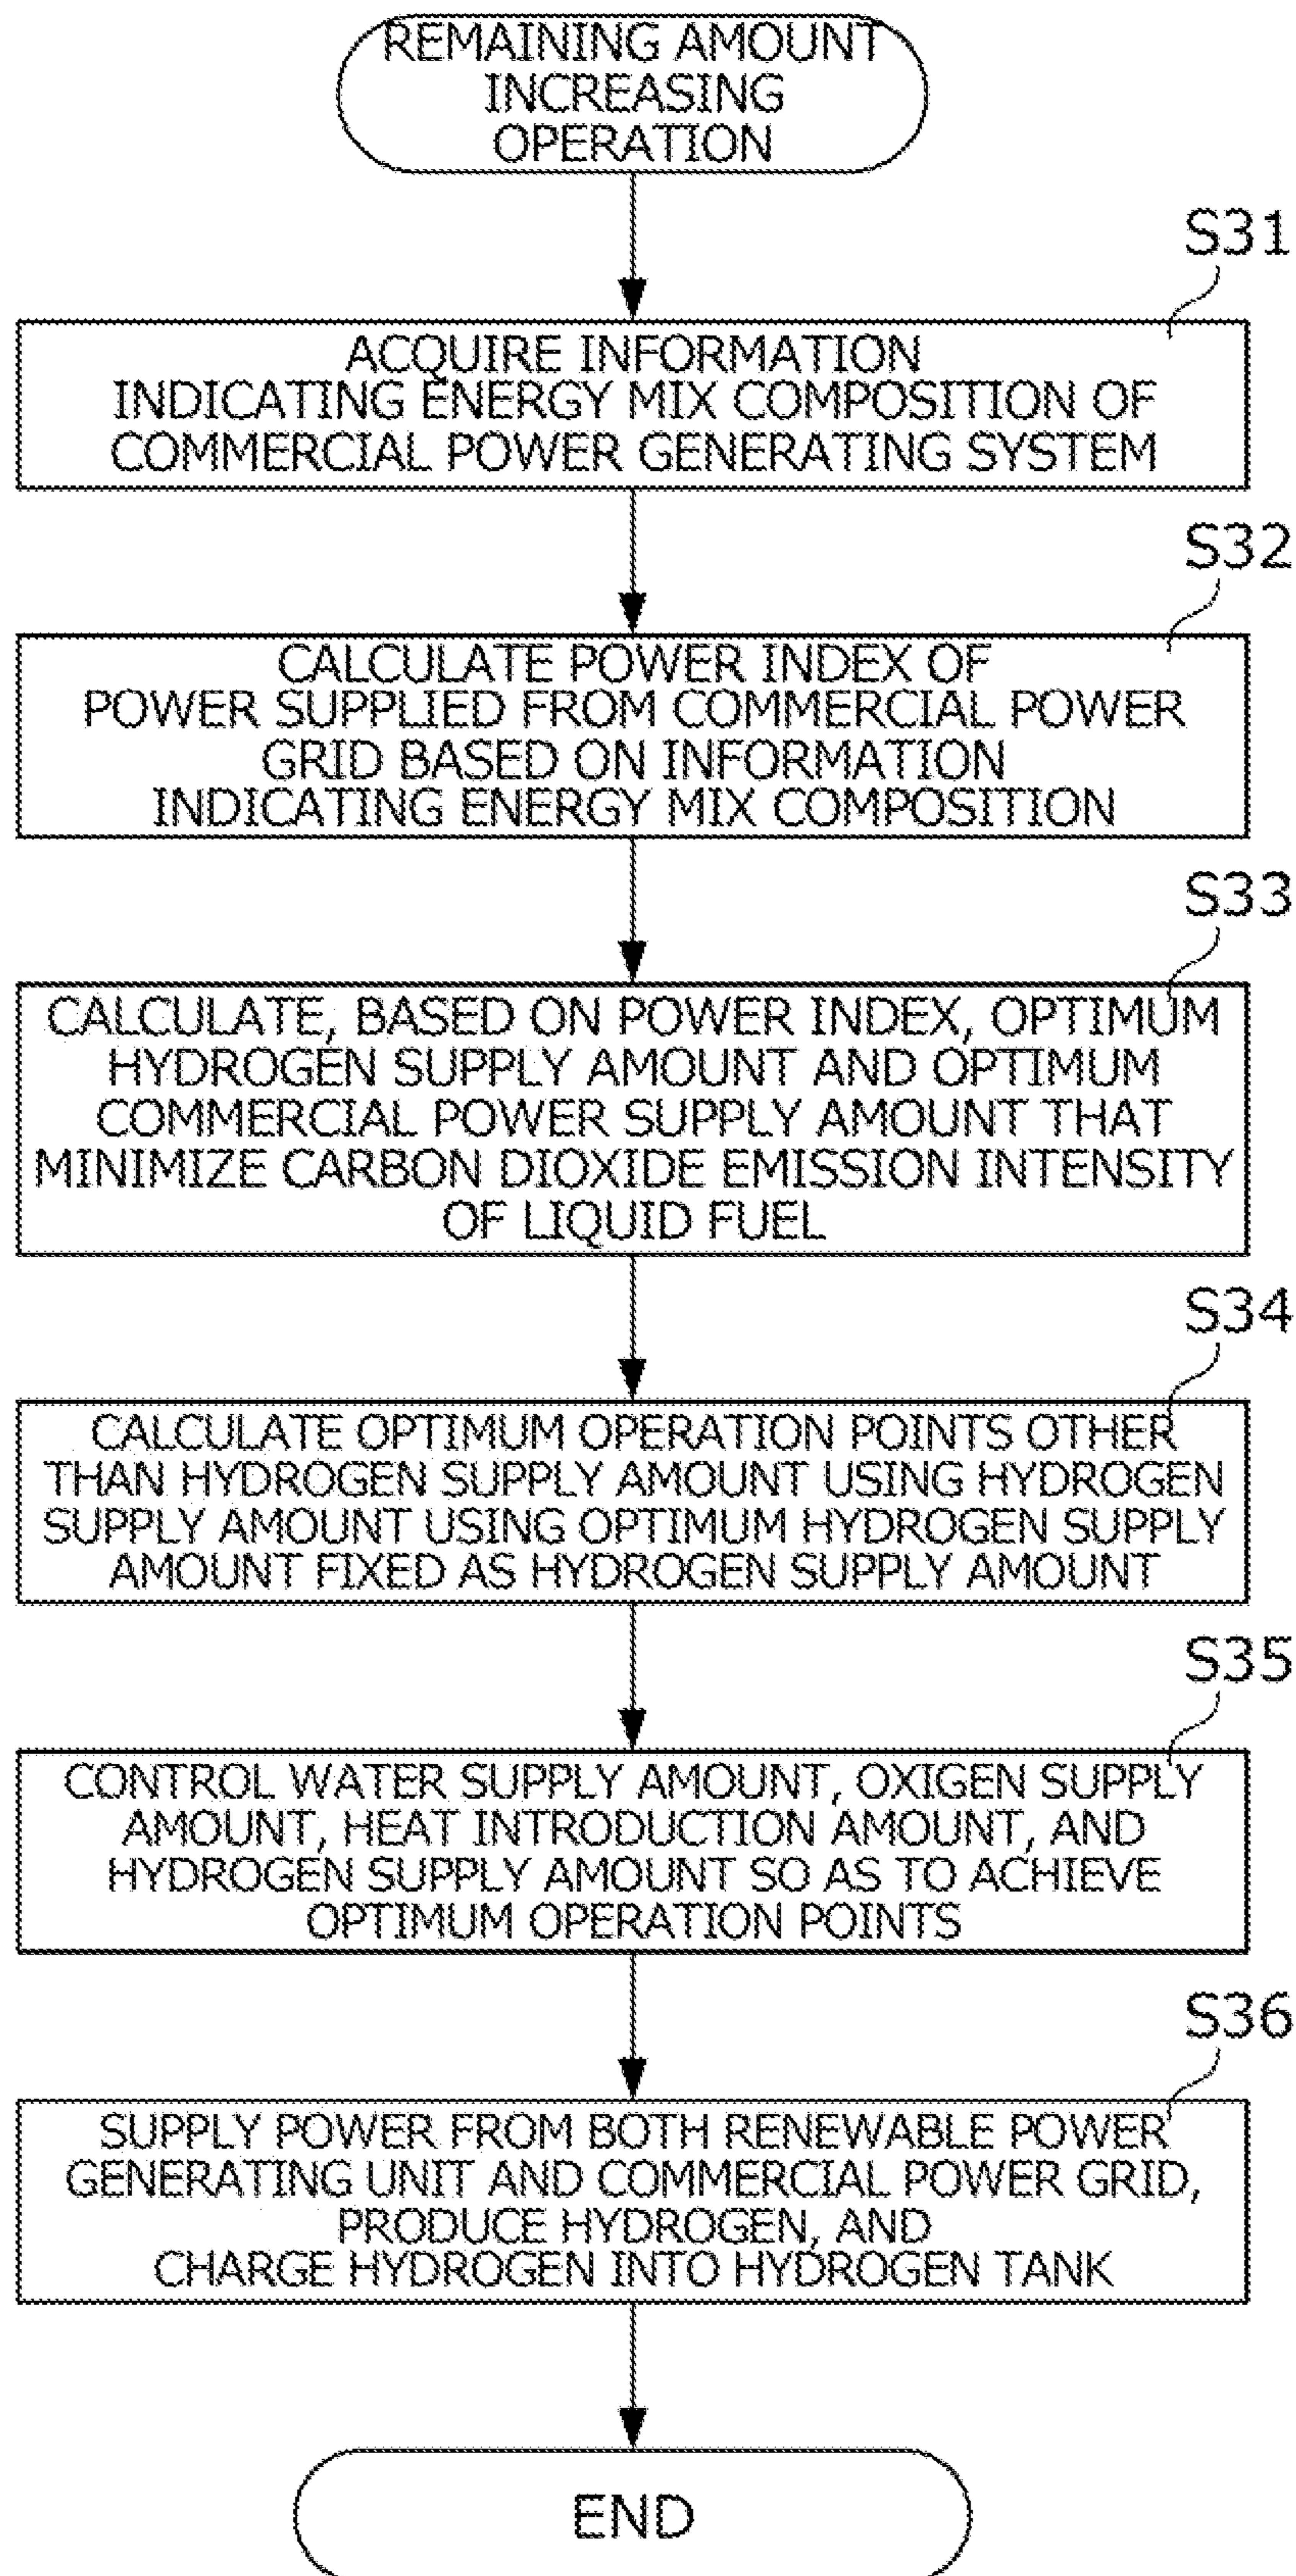 REMAINING AMOUNT
INCREASING
OPERATION
S31
ACQUIRE INFORMATION
INDICATING ENERGY MIX COMPOSITION OF
COMMERCIAL POWER GENERATING SYSTEM
S32
CALCULATE POWER INDEX OF
POWER SUPPLIED FROM COMMERCIAL POWER
GRID BASED ON INFORMATION
INDICATING ENERGY MIX COMPOSITION
S33
CALCULATE, BASED ON POWER INDEX, OPTIMUM
HYDROGEN SUPPLY AMOUNT AND OPTIMUM
COMMERCIAL POWER SUPPLY AMOUNT THAT
MINIMIZE CARBON DIOXIDE EMISSION INTENSITY
OF LIQUID FUEL
S34
CALCULATE OPTIMUM OPERATION POINTS OTHER
THAN HYDROGEN SUPPLY AMOUNT USING HYDROGEN
SUPPLY AMOUNT USING OPTIMUM HYDROGEN SUPPLY
AMOUNT FIXED AS HYDROGEN SUPPLY AMOUNT
S35
CONTROL WATER SUPPLY AMOUNT, OXIGEN SUPPLY
AMOUNT, HEAT INTRODUCTION AMOUNT, AND
HYDROGEN SUPPLY AMOUNT SO AS TO ACHIEVE
OPTIMUM OPERATION POINTS
S36
SUPPLY POWER FROM BOTH RENEWABLE POWER
GENERATING UNIT AND COMMERCIAL POWER GRID,
PRODUCE HYDROGEN, AND
CHARGE HYDROGEN INTO HYDROGEN TANK
END